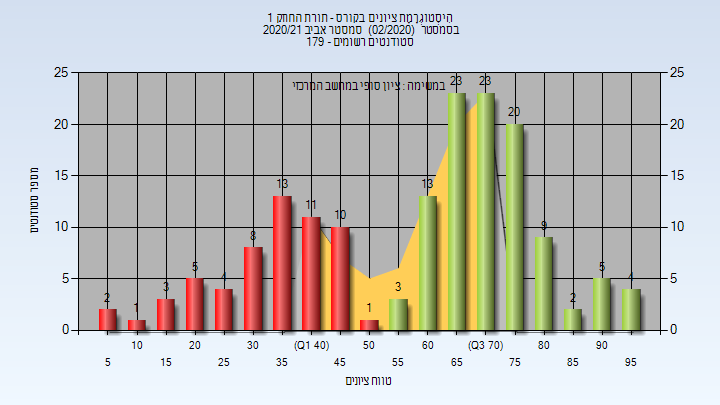 הִיסְטוֹגְרָמַת ציונים בקורס - תורת החוזק 1
בסמסטר (02/2020) סמסטר אביב 2020/21
סטודנטים רשומים - 179
במשימה : ציון סופי במחשב המרכזי
מספר סטודנטים
25 25
20 20
15 15
10 10
5 5
0 0
2 1 3 5 4 8 13 11 10 1 3 13 23 23 20 9 2 5 4
10 20 30 (Q1 40) 50 60 (Q3 70) 80 90
5 15 25 35 45 55 65 75 85 95
טווח ציונים